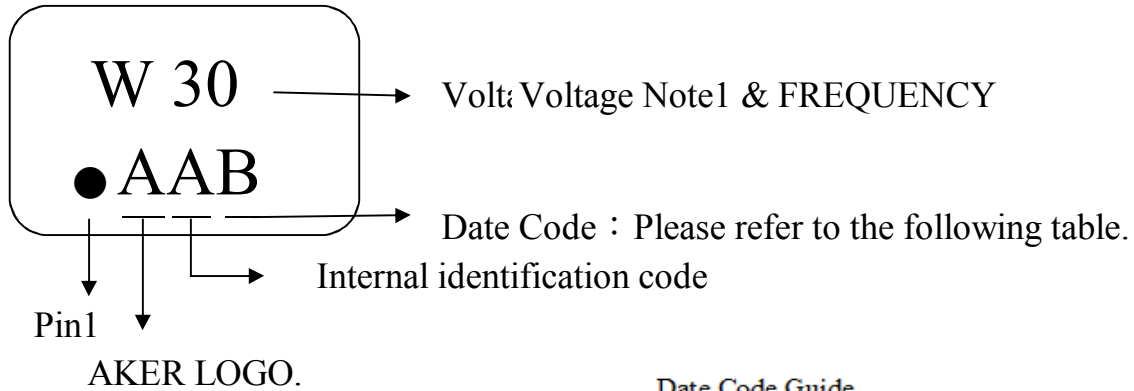 W 30
Volta Voltage Note1 & FREQUENCY
●AAB
Date Code：Please refer to the following table.
Internal identification code
Pin1
AKER LOGO.
Date Code Guide